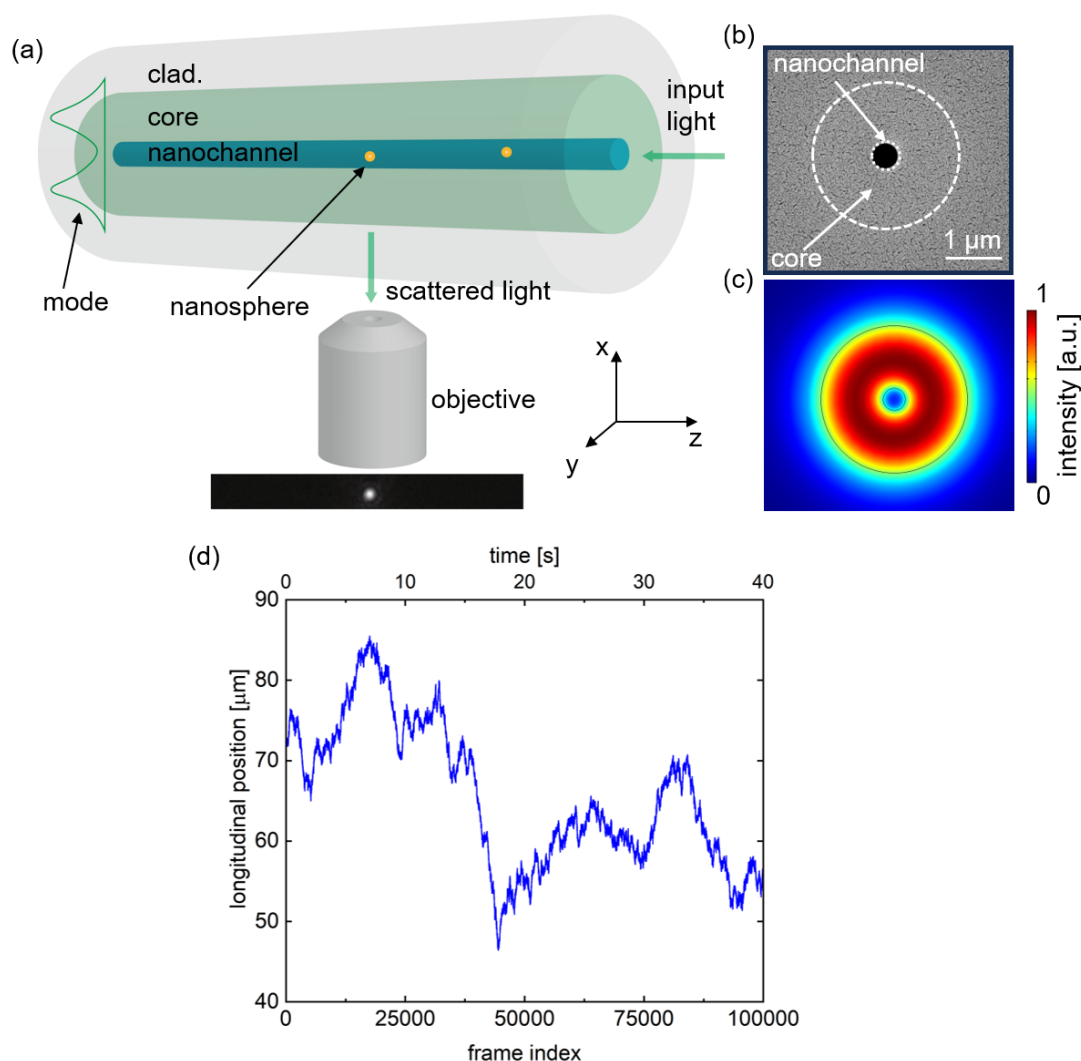 (a)
clad.
core
nanochannel
input
light
mode
nanosphere
scattered light
objective
x
y
z
(b)
nanochannel
core
1 μm
(c)
1
0
intensity [a.u.]
(d)
time [s]
0 10 20 30 40
90
80
70
60
50
40
longitudinal position [μm]
0 25000 50000 75000 100000
frame index